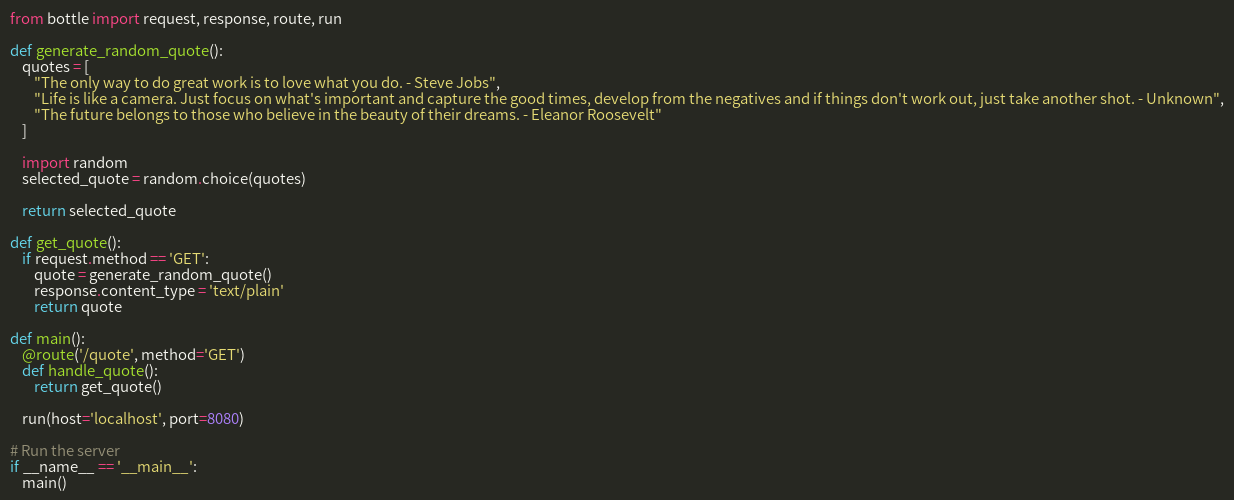 from bottle import request, response, route, run

def generate_random_quote():
    quotes = [
        "The only way to do great work is to love what you do. - Steve Jobs",
        "Life is like a camera. Just focus on what's important and capture the good times, develop from the negatives and if things don't work out, just take another shot. - Unknown",
        "The future belongs to those who believe in the beauty of their dreams. - Eleanor Roosevelt"
    ]

    import random
    selected_quote = random.choice(quotes)

    return selected_quote

def get_quote():
    if request.method == 'GET':
        quote = generate_random_quote()
        response.content_type = 'text/plain'
        return quote

def main():
    @route('/quote', method='GET')
    def handle_quote():
        return get_quote()

    run(host='localhost', port=8080)

# Run the server
if __name__ == '__main__':
    main()